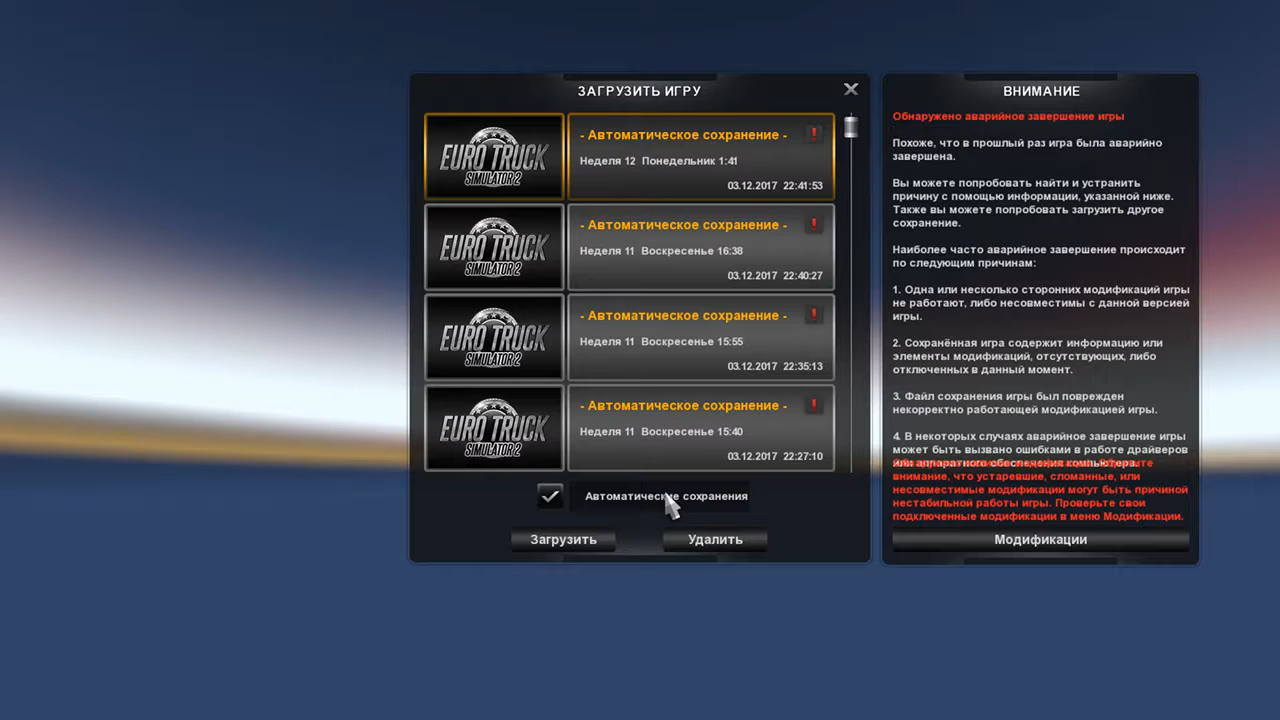 ЗАГРУЗИТЬ ИГРУ
EURO TRUCK
SIMULATOR 2
- Автоматическое сохранение -
Неделя 12 Понедельник 1:41
03.12.2017 22:41:53
EURO TRUCK
SIMULATOR 2
- Автоматическое сохранение -
Неделя 11 Воскресенье 16:38
03.12.2017 22:40:27
EURO TRUCK
SIMULATOR 2
- Автоматическое сохранение -
Неделя 11 Воскресенье 15:55
03.12.2017 22:35:13
EURO TRUCK
SIMULATOR 2
- Автоматическое сохранение -
Неделя 11 Воскресенье 15:40
03.12.2017 22:27:10
Автоматические сохранения
Загрузить
Удалить
ВНИМАНИЕ
Обнаружено аварийное завершение игры
Похоже, что в прошлый раз игра была аварийно
завершена.
Вы можете попробовать найти и устранить
причину с помощью информации, указанной ниже.
Также вы можете попробовать загрузить другое
сохранение.
Наиболее часто аварийное завершение происходит
по следующим причинам:
1. Одна или несколько сторонних модификаций игры
не работают, либо несовместимы с данной версией
игры.
2. Сохранённая игра содержит информацию или
элементы модификаций, отсутствующих, либо
отключенных в данный момент.
3. Файл сохранения игры был поврежден
некорректно работающей модификацией игры.
4. В некоторых случаях аварийное завершение игры
может быть вызвано ошибками в работе драйверов
или аппаратного обеспечения компьютера.
внимание, что устаревшие, сломанные, или
несовместимые модификации могут быть причиной
нестабильной работы игры. Проверьте свои
подключенные модификации в меню Модификации.
Модификации